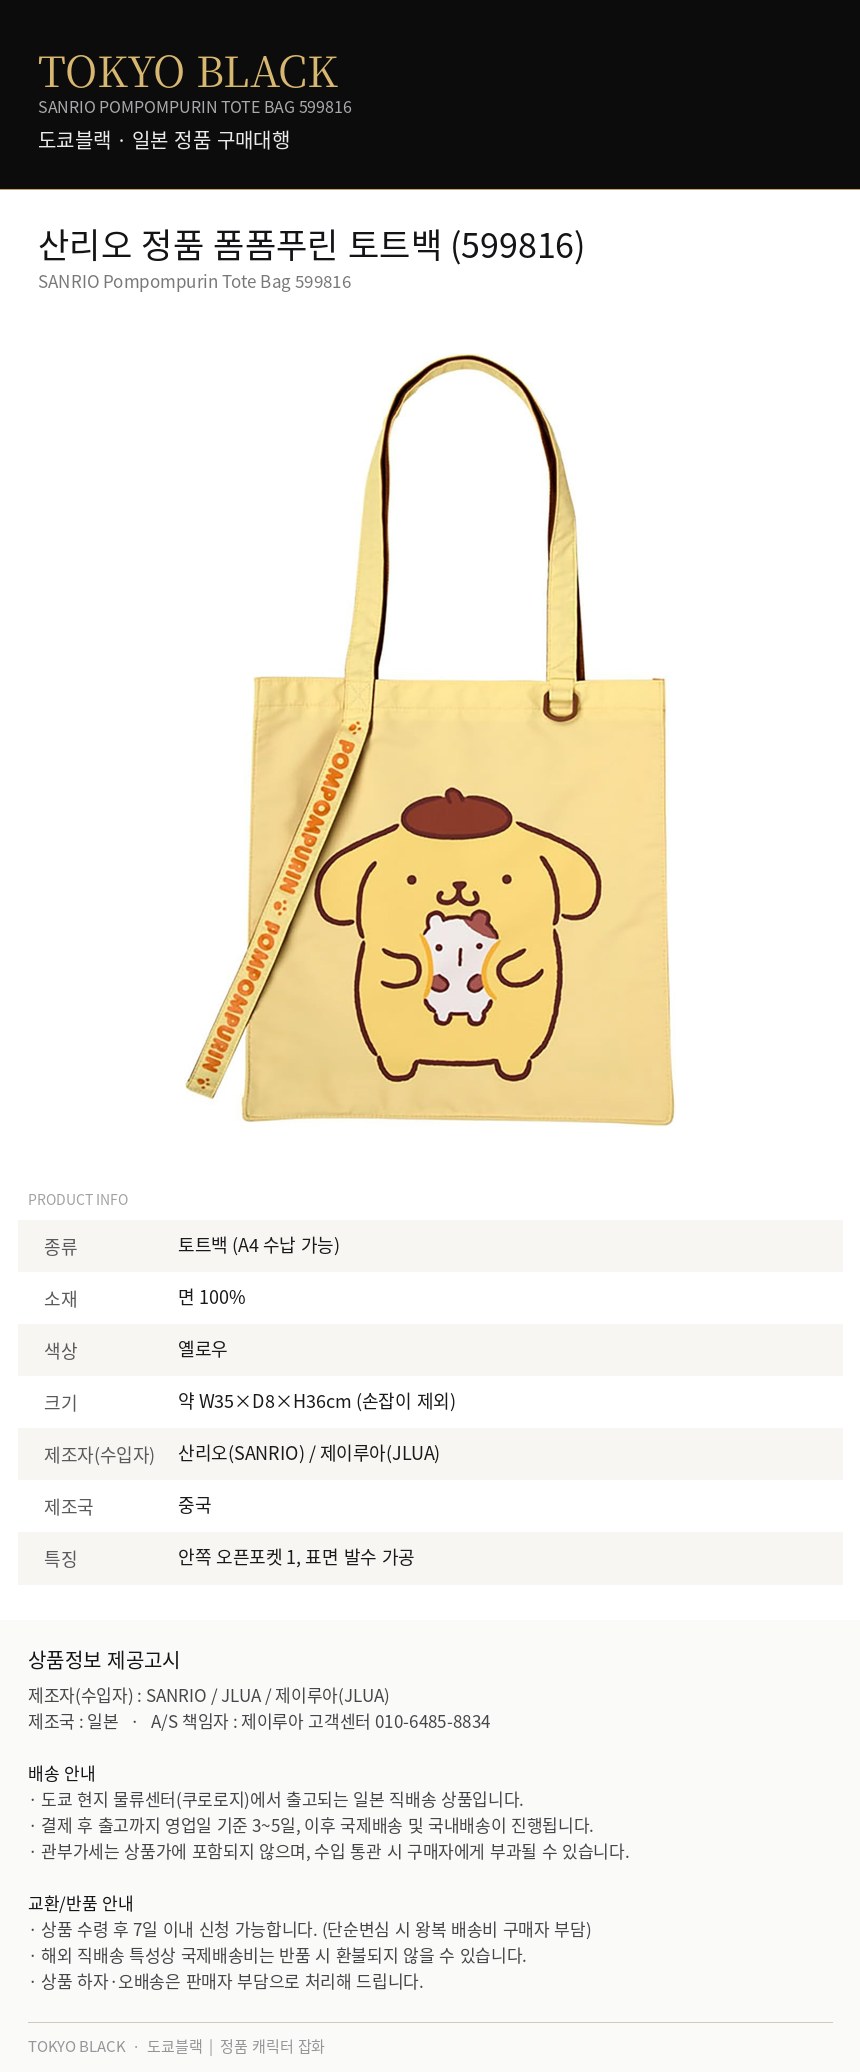 TOKYO BLACK
SANRIO POMPOMPURIN TOTE BAG 599816
도쿄블랙 · 일본 정품 구매대행
산리오 정품 폼폼푸린 토트백 (599816)
SANRIO Pompompurin Tote Bag 599816
POMPOMPURIN POMPOMPURIN
PRODUCT INFO
종류 토트백 (A4 수납 가능)
소재 면 100%
색상 옐로우
크기 약 W35×D8×H36cm (손잡이 제외)
제조자(수입자) 산리오(SANRIO) / 제이루아(JLUA)
제조국 중국
특징 안쪽 오픈포켓 1, 표면 발수 가공
상품정보 제공고시
제조자(수입자) : SANRIO / JLUA / 제이루아(JLUA)
제조국 : 일본 · A/S 책임자 : 제이루아 고객센터 010-6485-8834
배송 안내
· 도쿄 현지 물류센터(쿠로로지)에서 출고되는 일본 직배송 상품입니다.
· 결제 후 출고까지 영업일 기준 3~5일, 이후 국제배송 및 국내배송이 진행됩니다.
· 관부가세는 상품가에 포함되지 않으며, 수입 통관 시 구매자에게 부과될 수 있습니다.
교환/반품 안내
· 상품 수령 후 7일 이내 신청 가능합니다. (단순변심 시 왕복 배송비 구매자 부담)
· 해외 직배송 특성상 국제배송비는 반품 시 환불되지 않을 수 있습니다.
· 상품 하자·오배송은 판매자 부담으로 처리해 드립니다.
TOKYO BLACK · 도쿄블랙 | 정품 캐릭터 잡화